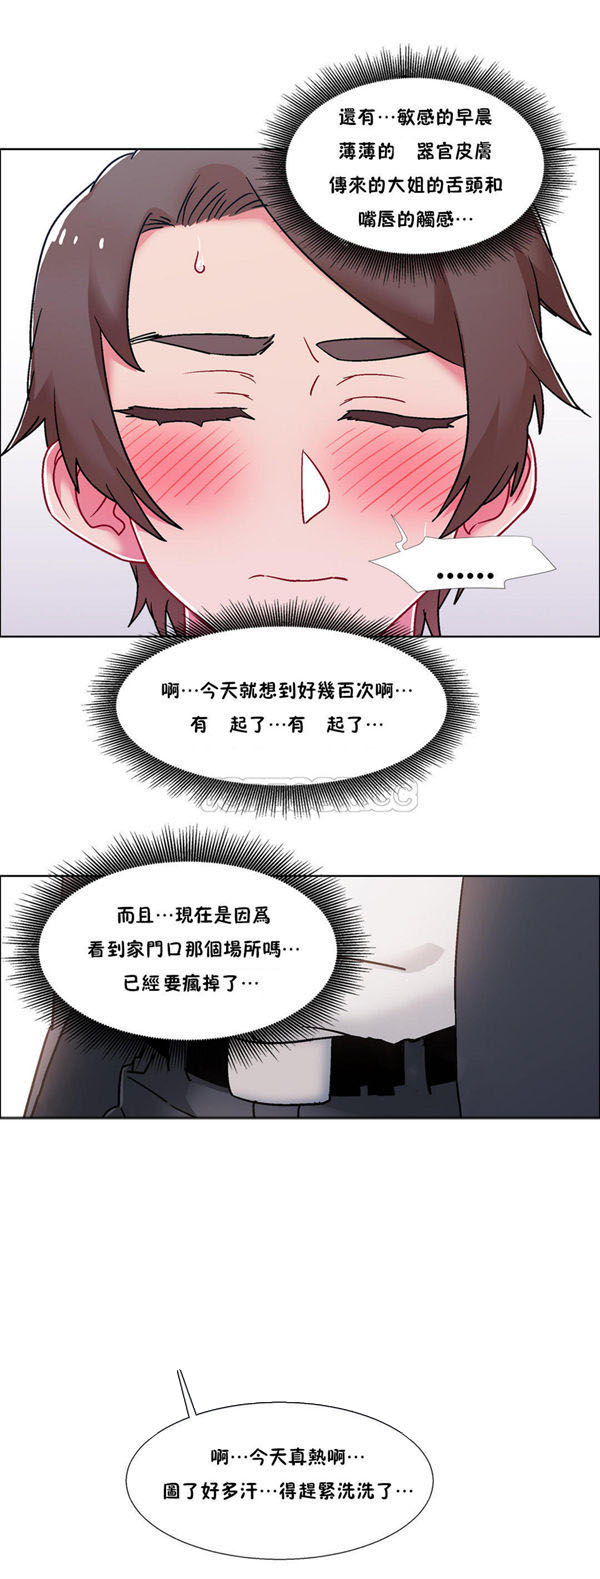 還有…敏感的早晨
薄薄的 器官皮膚
傳來的大姐的舌頭和
嘴唇的觸感…
……
啊…今天就想到好幾百次啊…
有 起了…有 起了…
而且…現在是因爲
看到家門口那個場所嗎…
已經要瘋掉了…
啊…今天真熱啊…
圖了好多汗…得趕緊洗洗了…